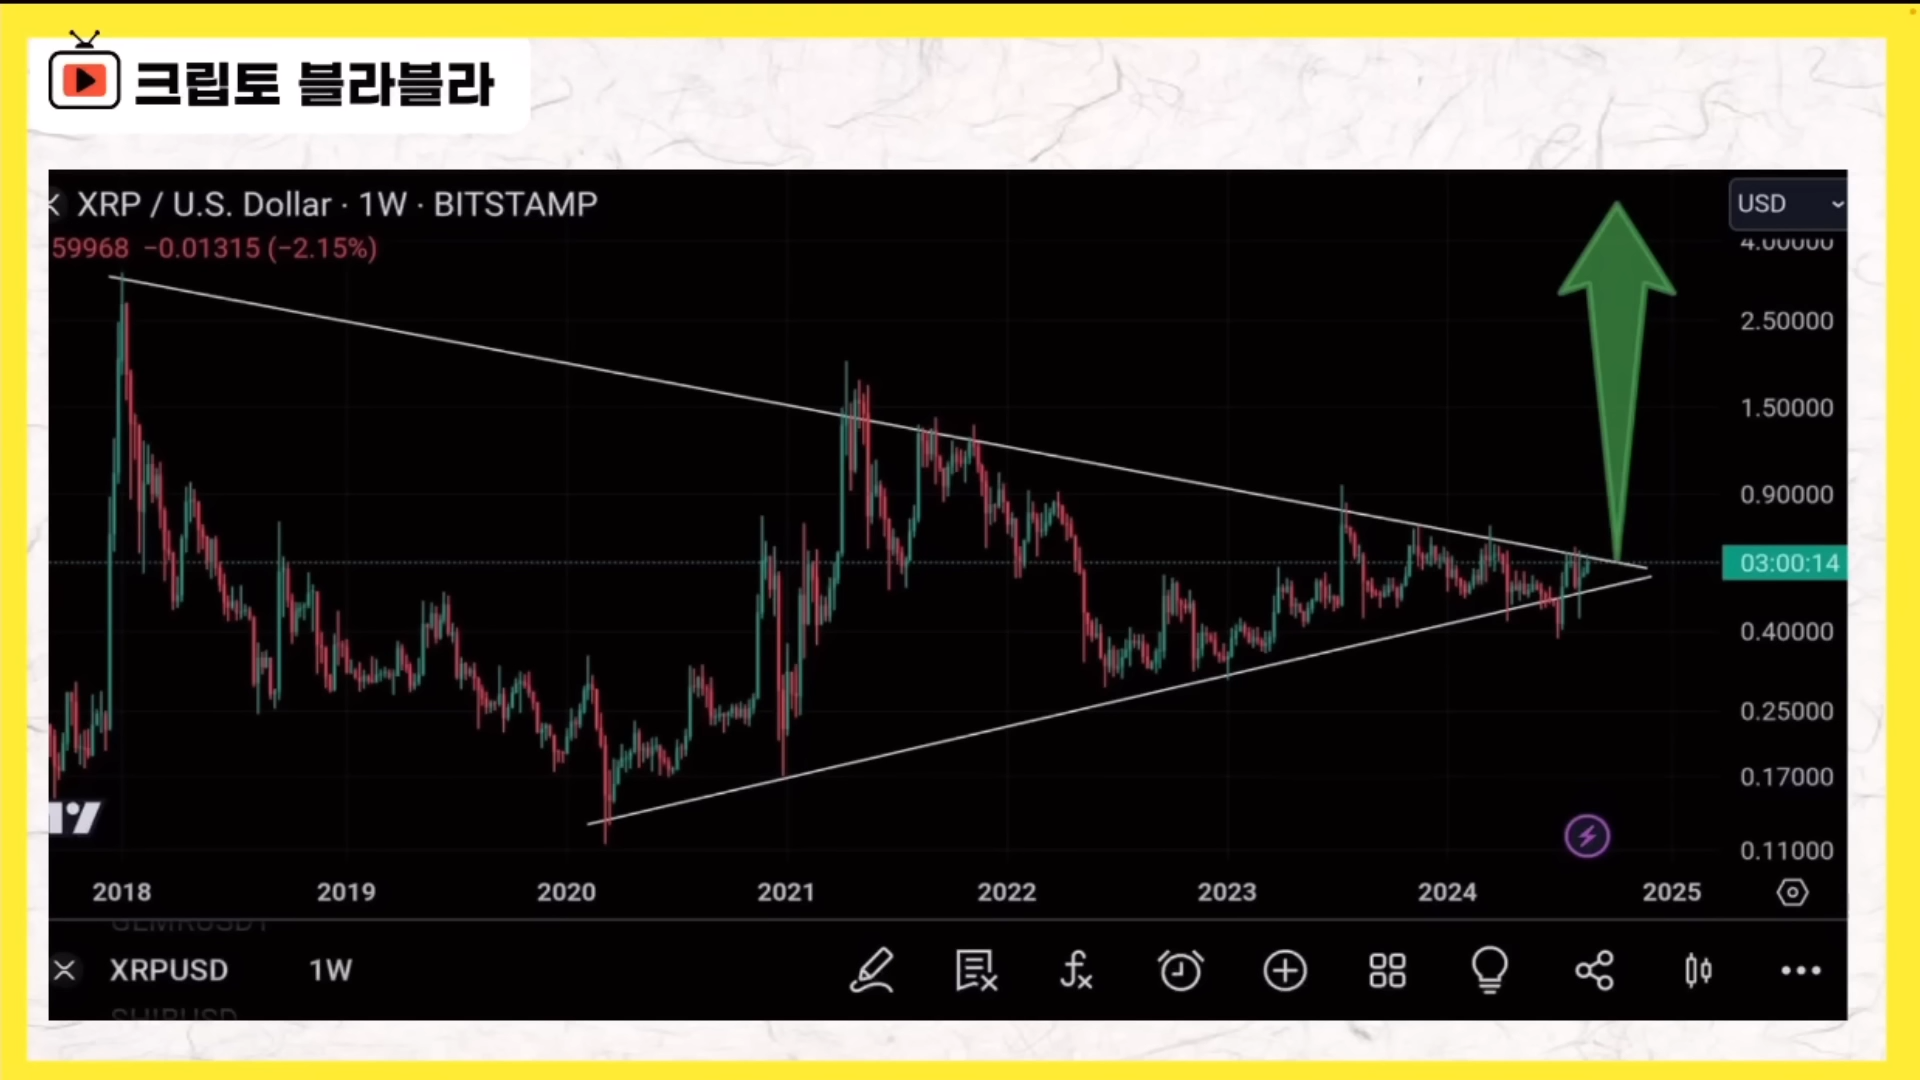 크립토 블라블라
XRP / U.S. Dollar · 1W · BITSTAMP
USD
59968 −0.01315 (−2.15%)
4.00000
2.50000
1.50000
0.90000
03:00:14
0.40000
0.25000
0.17000
0.11000
2018 2019 2020 2021 2022 2023 2024 2025
XRPUSD 1W